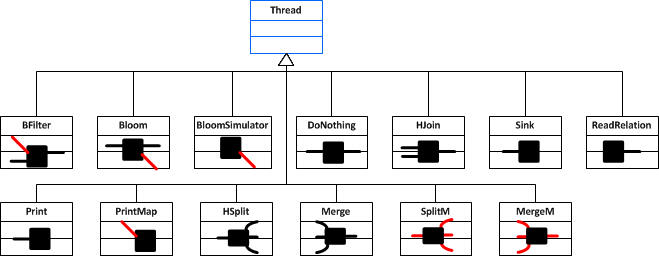 Thread
BFilter
Bloom
BloomSimulator
DoNothing
HJoin
Sink
ReadRelation
Print
PrintMap
HSplit
Merge
SplitM
MergeM